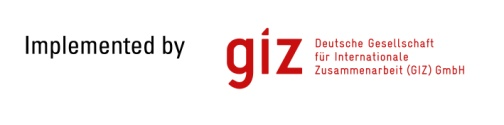 Implemented by
giz
Deutsche Gesellschaft
für Internationale
Zusammenarbeit (GIZ) GmbH